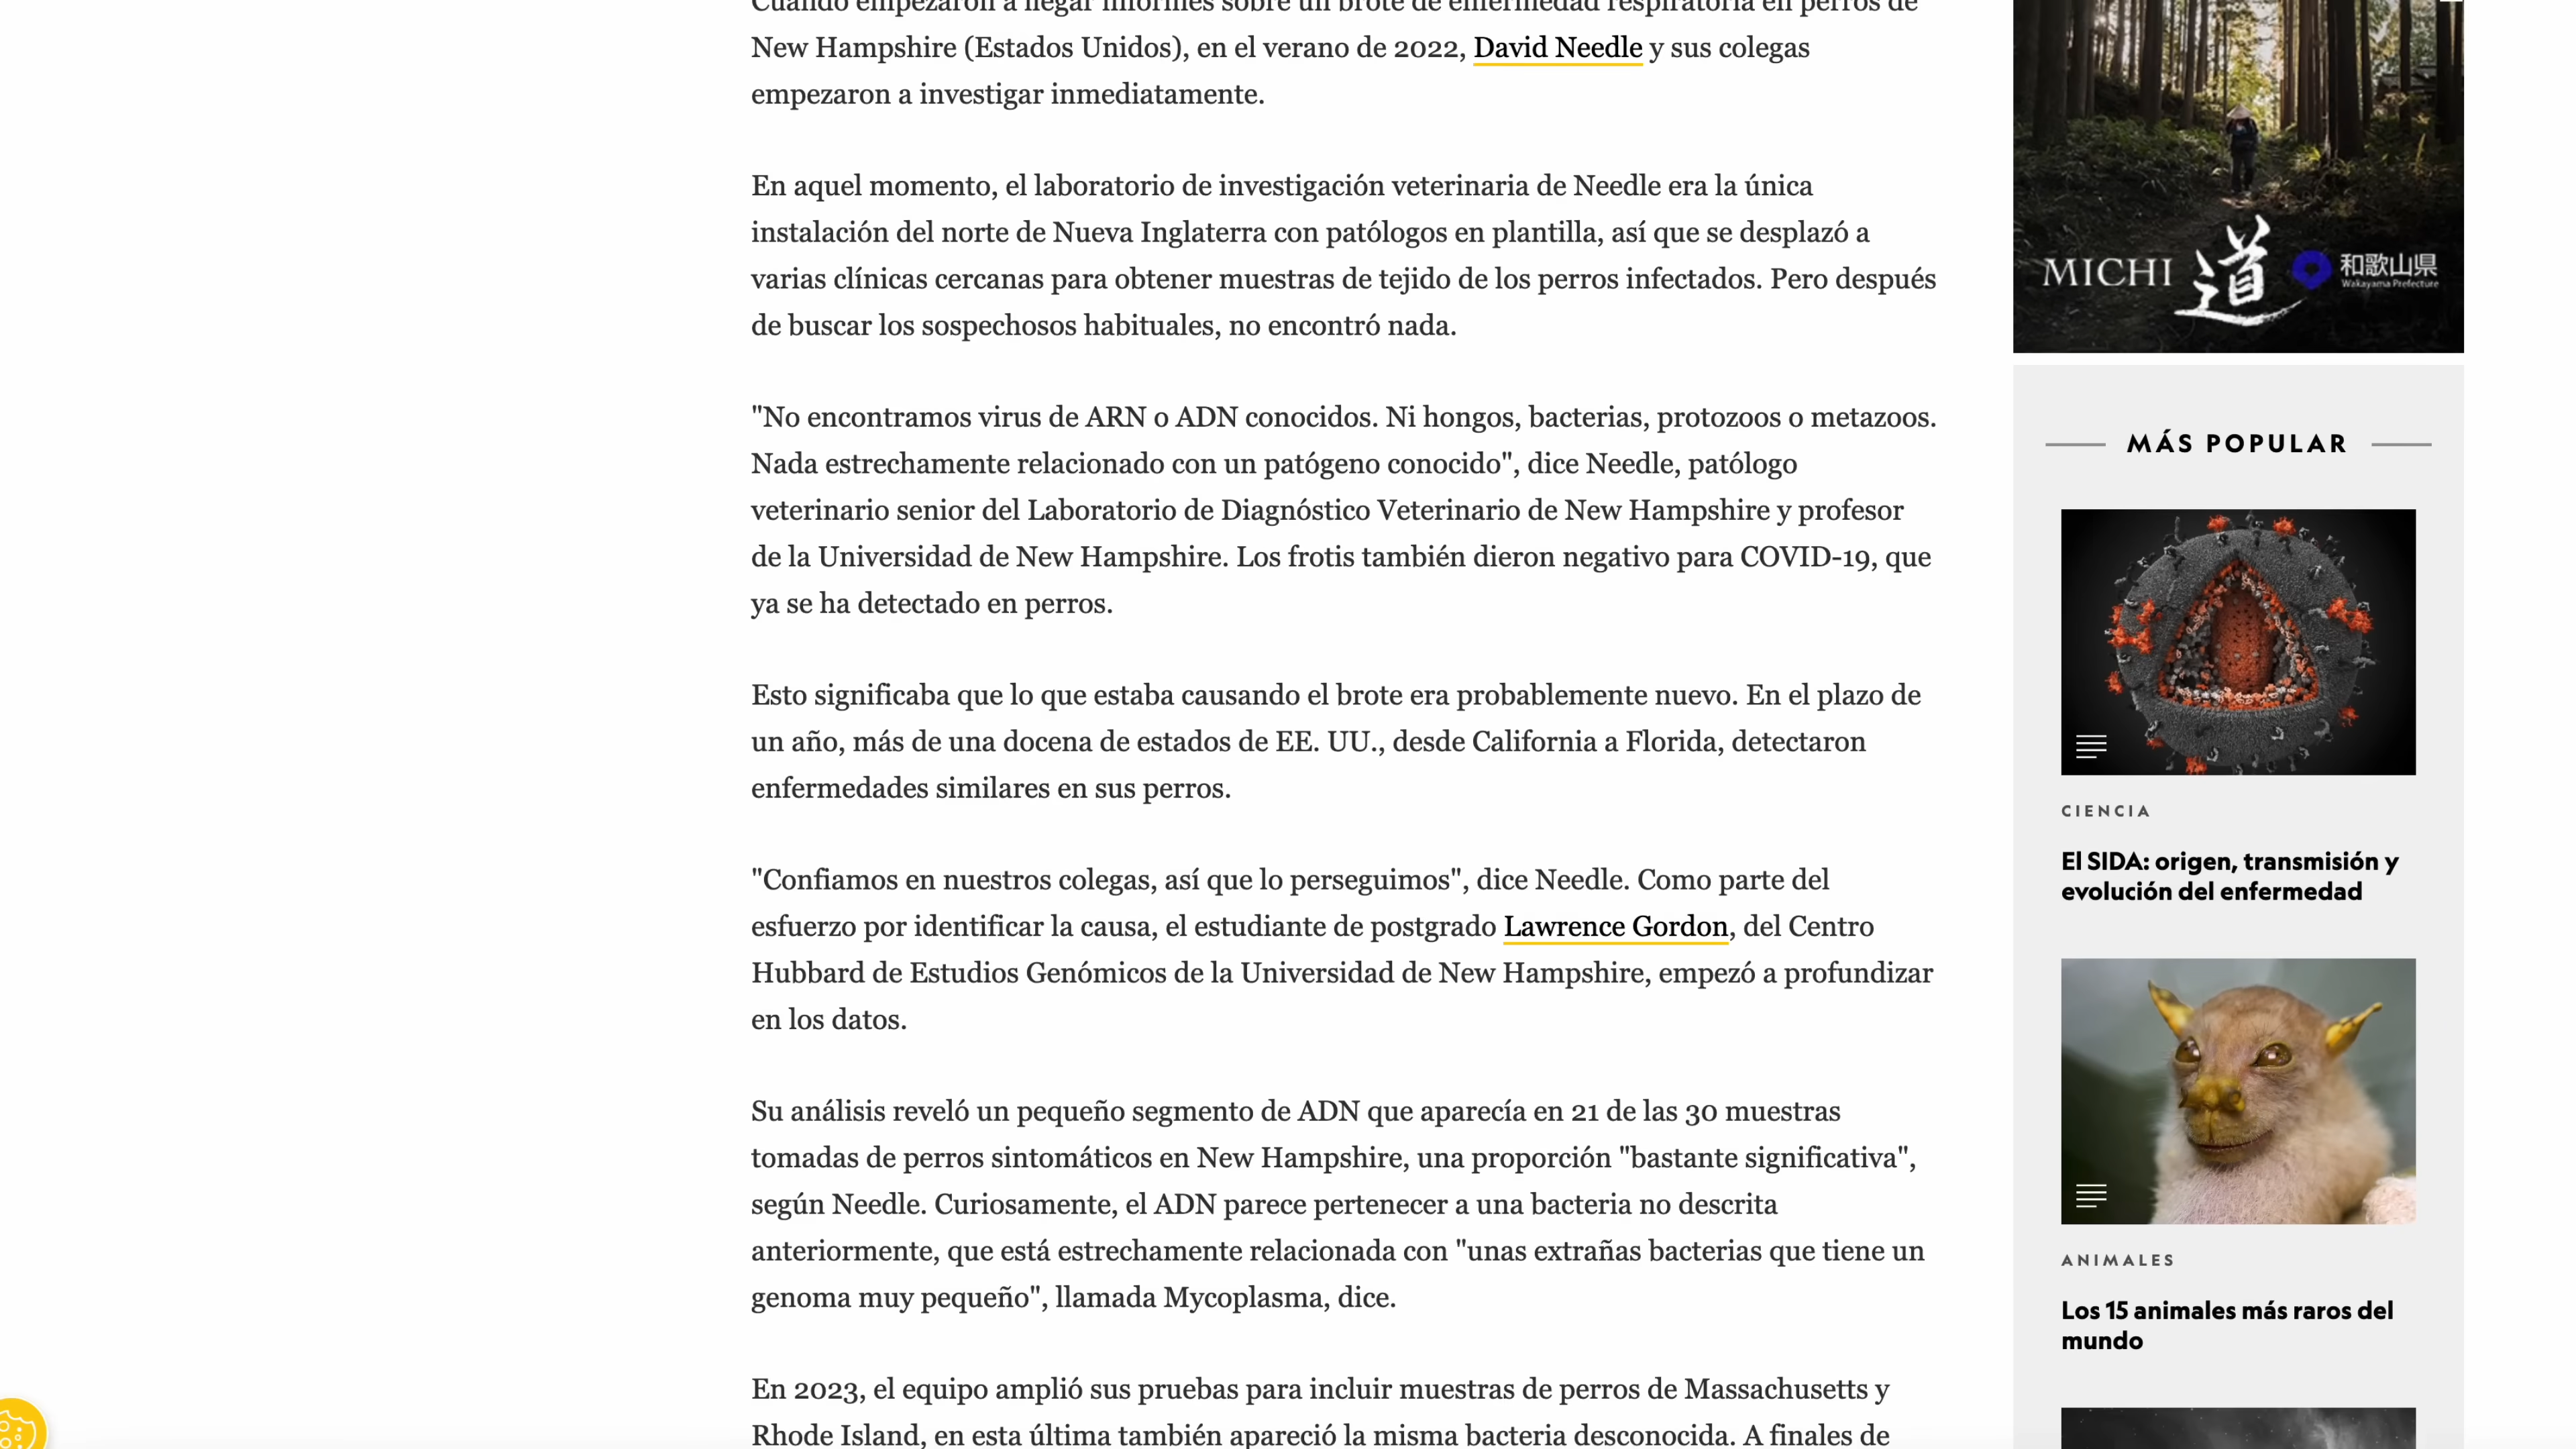 Cuando empezaron a llegar informes sobre un brote de enfermedad respiratoria en perros de
New Hampshire (Estados Unidos), en el verano de 2022, David Needle y sus colegas
empezaron a investigar inmediatamente.
En aquel momento, el laboratorio de investigación veterinaria de Needle era la única
instalación del norte de Nueva Inglaterra con patólogos en plantilla, así que se desplazó a
varias clínicas cercanas para obtener muestras de tejido de los perros infectados. Pero después
de buscar los sospechosos habituales, no encontró nada.
"No encontramos virus de ARN o ADN conocidos. Ni hongos, bacterias, protozoos o metazoos.
Nada estrechamente relacionado con un patógeno conocido", dice Needle, patólogo
veterinario senior del Laboratorio de Diagnóstico Veterinario de New Hampshire y profesor
de la Universidad de New Hampshire. Los frotis también dieron negativo para COVID-19, que
ya se ha detectado en perros.
Esto significaba que lo que estaba causando el brote era probablemente nuevo. En el plazo de
un año, más de una docena de estados de EE. UU., desde California a Florida, detectaron
enfermedades similares en sus perros.
"Confiamos en nuestros colegas, así que lo perseguimos", dice Needle. Como parte del
esfuerzo por identificar la causa, el estudiante de postgrado Lawrence Gordon, del Centro
Hubbard de Estudios Genómicos de la Universidad de New Hampshire, empezó a profundizar
en los datos.
Su análisis reveló un pequeño segmento de ADN que aparecía en 21 de las 30 muestras
tomadas de perros sintomáticos en New Hampshire, una proporción "bastante significativa",
según Needle. Curiosamente, el ADN parece pertenecer a una bacteria no descrita
anteriormente, que está estrechamente relacionada con "unas extrañas bacterias que tiene un
genoma muy pequeño", llamada Mycoplasma, dice.
En 2023, el equipo amplió sus pruebas para incluir muestras de perros de Massachusetts y
Rhode Island, en esta última también apareció la misma bacteria desconocida. A finales de
MICHI 道 和歌山県
Wakayama Prefecture
MÁS POPULAR
CIENCIA
El SIDA: origen, transmisión y
evolución del enfermedad
ANIMALES
Los 15 animales más raros del
mundo